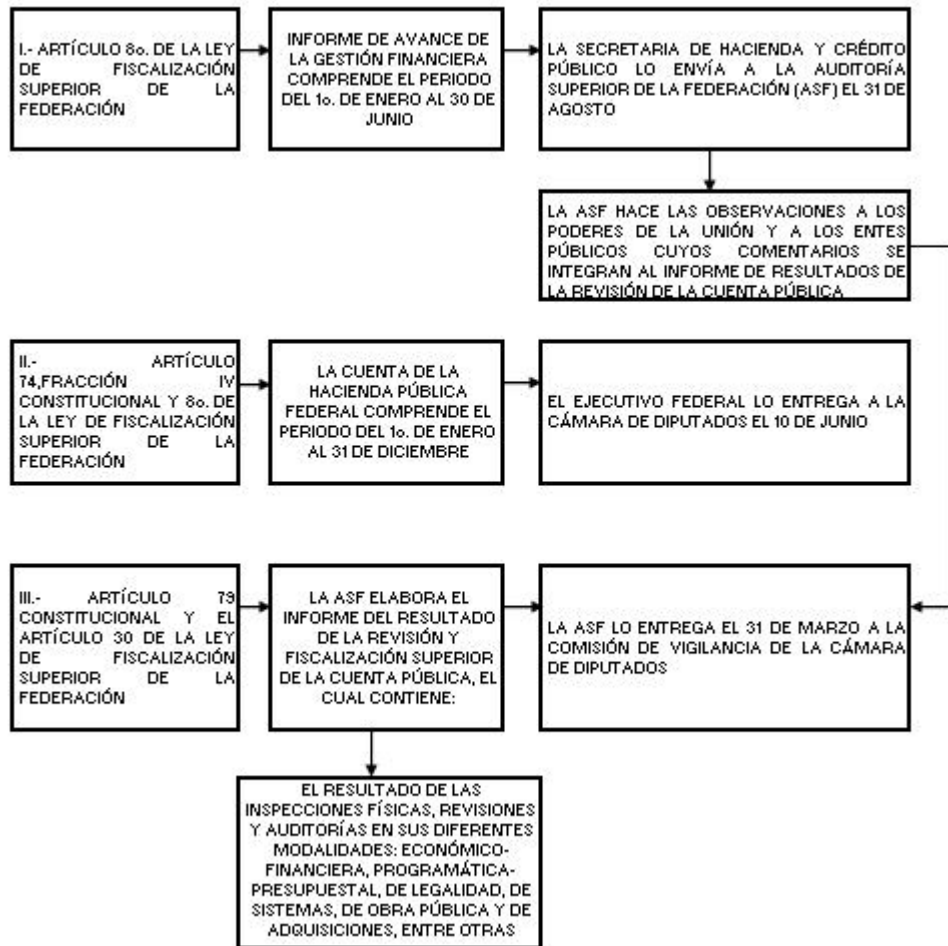 I.- ARTÍCULO 8o. DE LA LEY
DE FISCALIZACIÓN
SUPERIOR DE LA
FEDERACIÓN
INFORME DE AVANCE DE
LA GESTIÓN FINANCIERA
COMPRENDE EL PERIODO
DEL 1o. DE ENERO AL 30 DE
JUNIO
LA SECRETARIA DE HACIENDA Y CRÉDITO
PÚBLICO LO ENVÍA A LA AUDITORÍA
SUPERIOR DE LA FEDERACIÓN (ASF) EL 31 DE
AGOSTO
LA ASF HACE LAS OBSERVACIONES A LOS
PODERES DE LA UNIÓN Y A LOS ENTES
PÚBLICOS CUYOS COMENTARIOS SE
INTEGRAN AL INFORME DE RESULTADOS DE
LA REVISIÓN DE LA CUENTA PÚBLICA
II.- ARTÍCULO
74,FRACCIÓN IV
CONSTITUCIONAL Y 8o. DE
LA LEY DE FISCALIZACIÓN
SUPERIOR DE LA
FEDERACIÓN
LA CUENTA DE LA
HACIENDA PÚBLICA
FEDERAL COMPRENDE EL
PERIODO DEL 1o. DE ENERO
AL 31 DE DICIEMBRE
EL EJECUTIVO FEDERAL LO ENTREGA A LA
CÁMARA DE DIPUTADOS EL 10 DE JUNIO
III.- ARTÍCULO 79
CONSTITUCIONAL Y EL
ARTÍCULO 30 DE LA LEY
DE FISCALIZACIÓN
SUPERIOR DE LA
FEDERACIÓN
LA ASF ELABORA EL
INFORME DEL RESULTADO
DE LA REVISIÓN Y
FISCALIZACIÓN SUPERIOR
DE LA CUENTA PÚBLICA, EL
CUAL CONTIENE:
LA ASF LO ENTREGA EL 31 DE MARZO A LA
COMISIÓN DE VIGILANCIA DE LA CÁMARA
DE DIPUTADOS
EL RESULTADO DE LAS
INSPECCIONES FÍSICAS, REVISIONES
Y AUDITORÍAS EN SUS DIFERENTES
MODALIDADES: ECONÓMICO-
FINANCIERA, PROGRAMÁTICA-
PRESUPUESTAL, DE LEGALIDAD, DE
SISTEMAS, DE OBRA PÚBLICA Y DE
ADQUISICIONES, ENTRE OTRAS